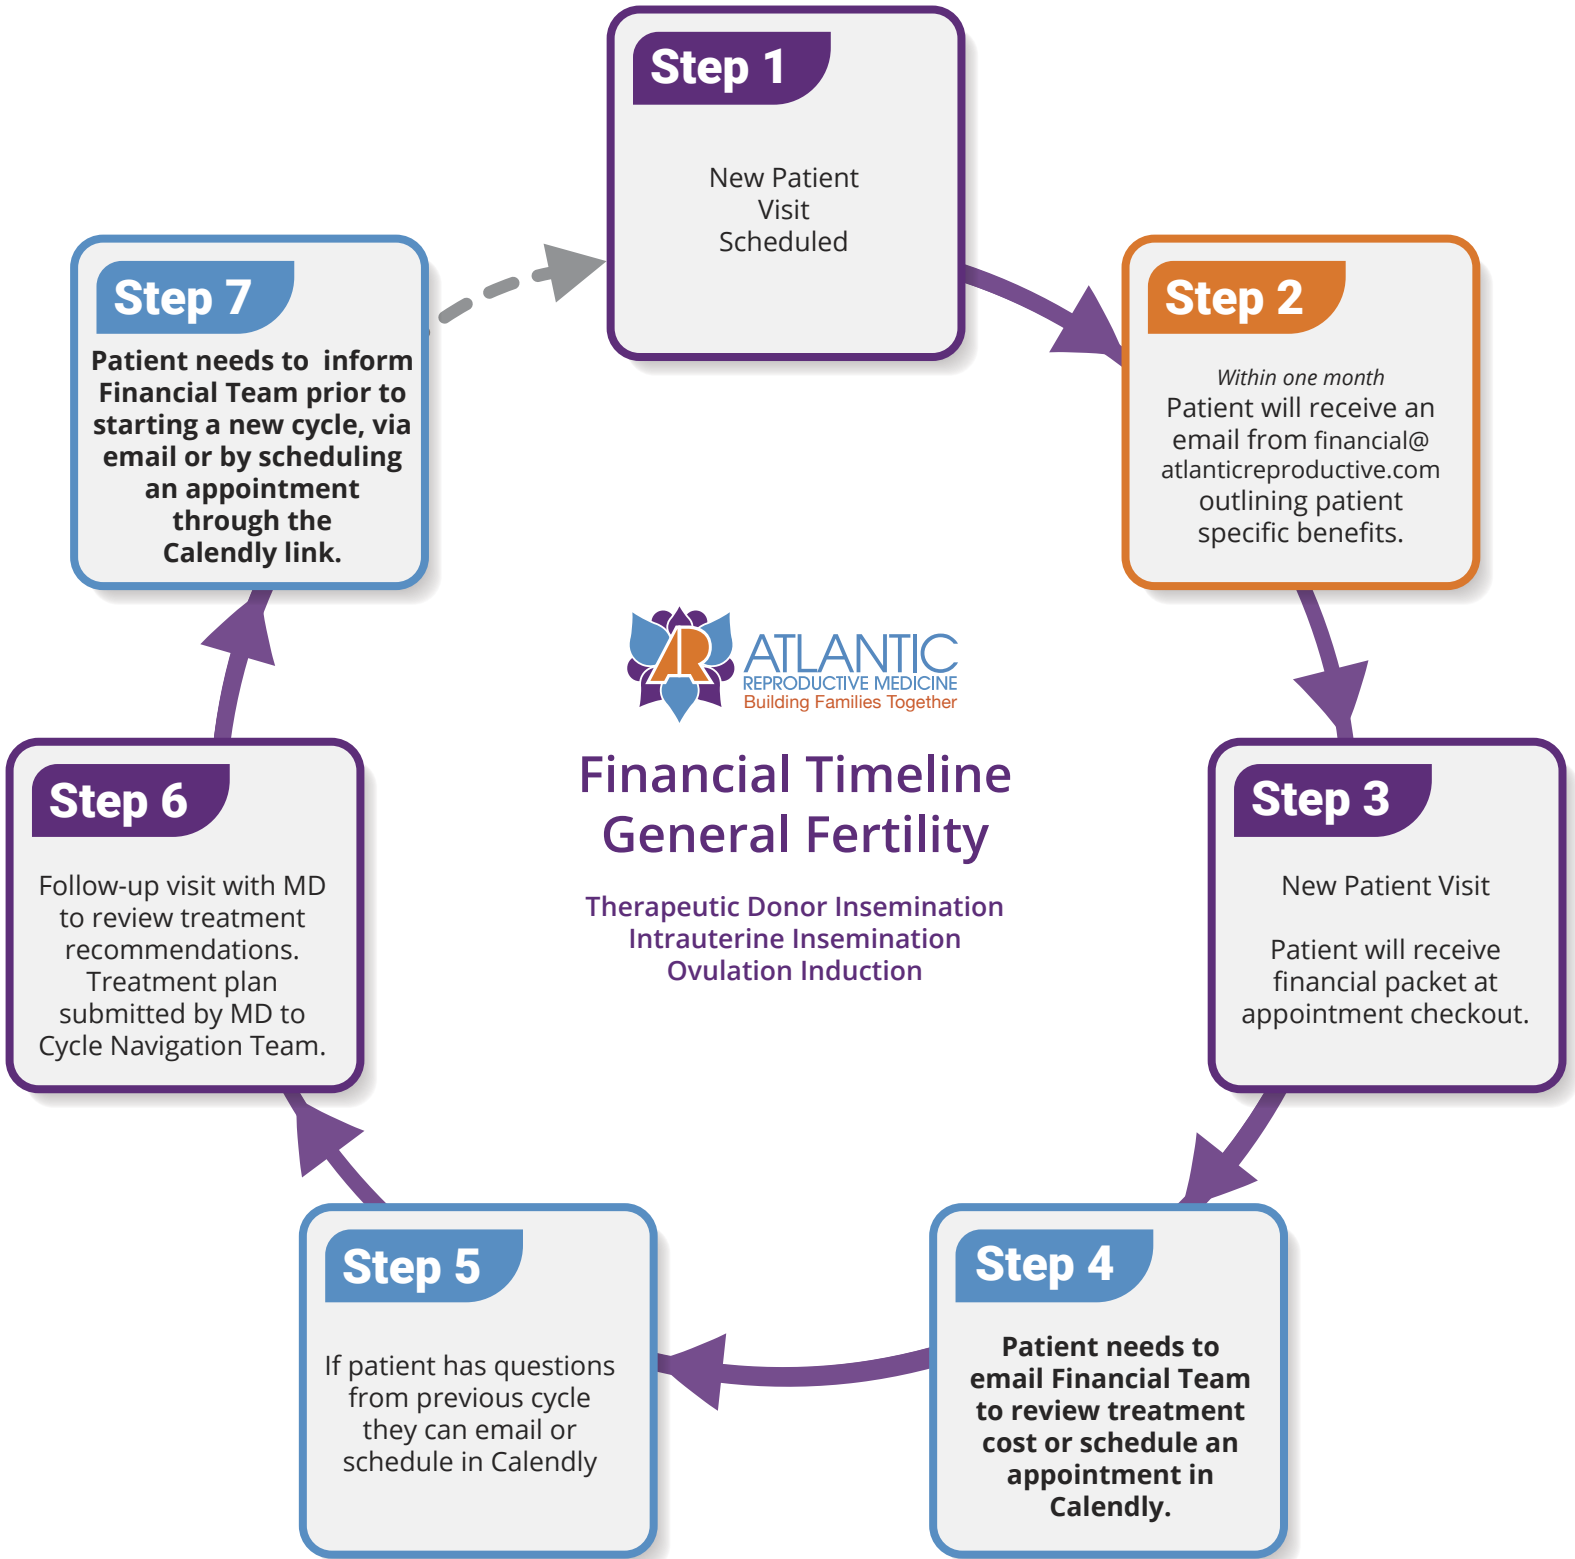 Step 1
New Patient
Visit
Scheduled
Step 2
Within one month
Patient will receive an
email from financial@
atlanticreproductive.com
outlining patient
specific benefits.
Step 3
New Patient Visit
Patient will receive
financial packet at
appointment checkout.
Step 4
Patient needs to
email Financial Team
to review treatment
cost or schedule an
appointment in
Calendly.
Step 5
If patient has questions
from previous cycle
they can email or
schedule in Calendly
Step 6
Follow-up visit with MD
to review treatment
recommendations.
Treatment plan
submitted by MD to
Cycle Navigation Team.
Step 7
Patient needs to inform
Financial Team prior to
starting a new cycle, via
email or by scheduling
an appointment
through the
Calendly link.
AR
ATLANTIC
REPRODUCTIVE MEDICINE
Building Families Together
Financial Timeline
General Fertility
Therapeutic Donor Insemination
Intrauterine Insemination
Ovulation Induction